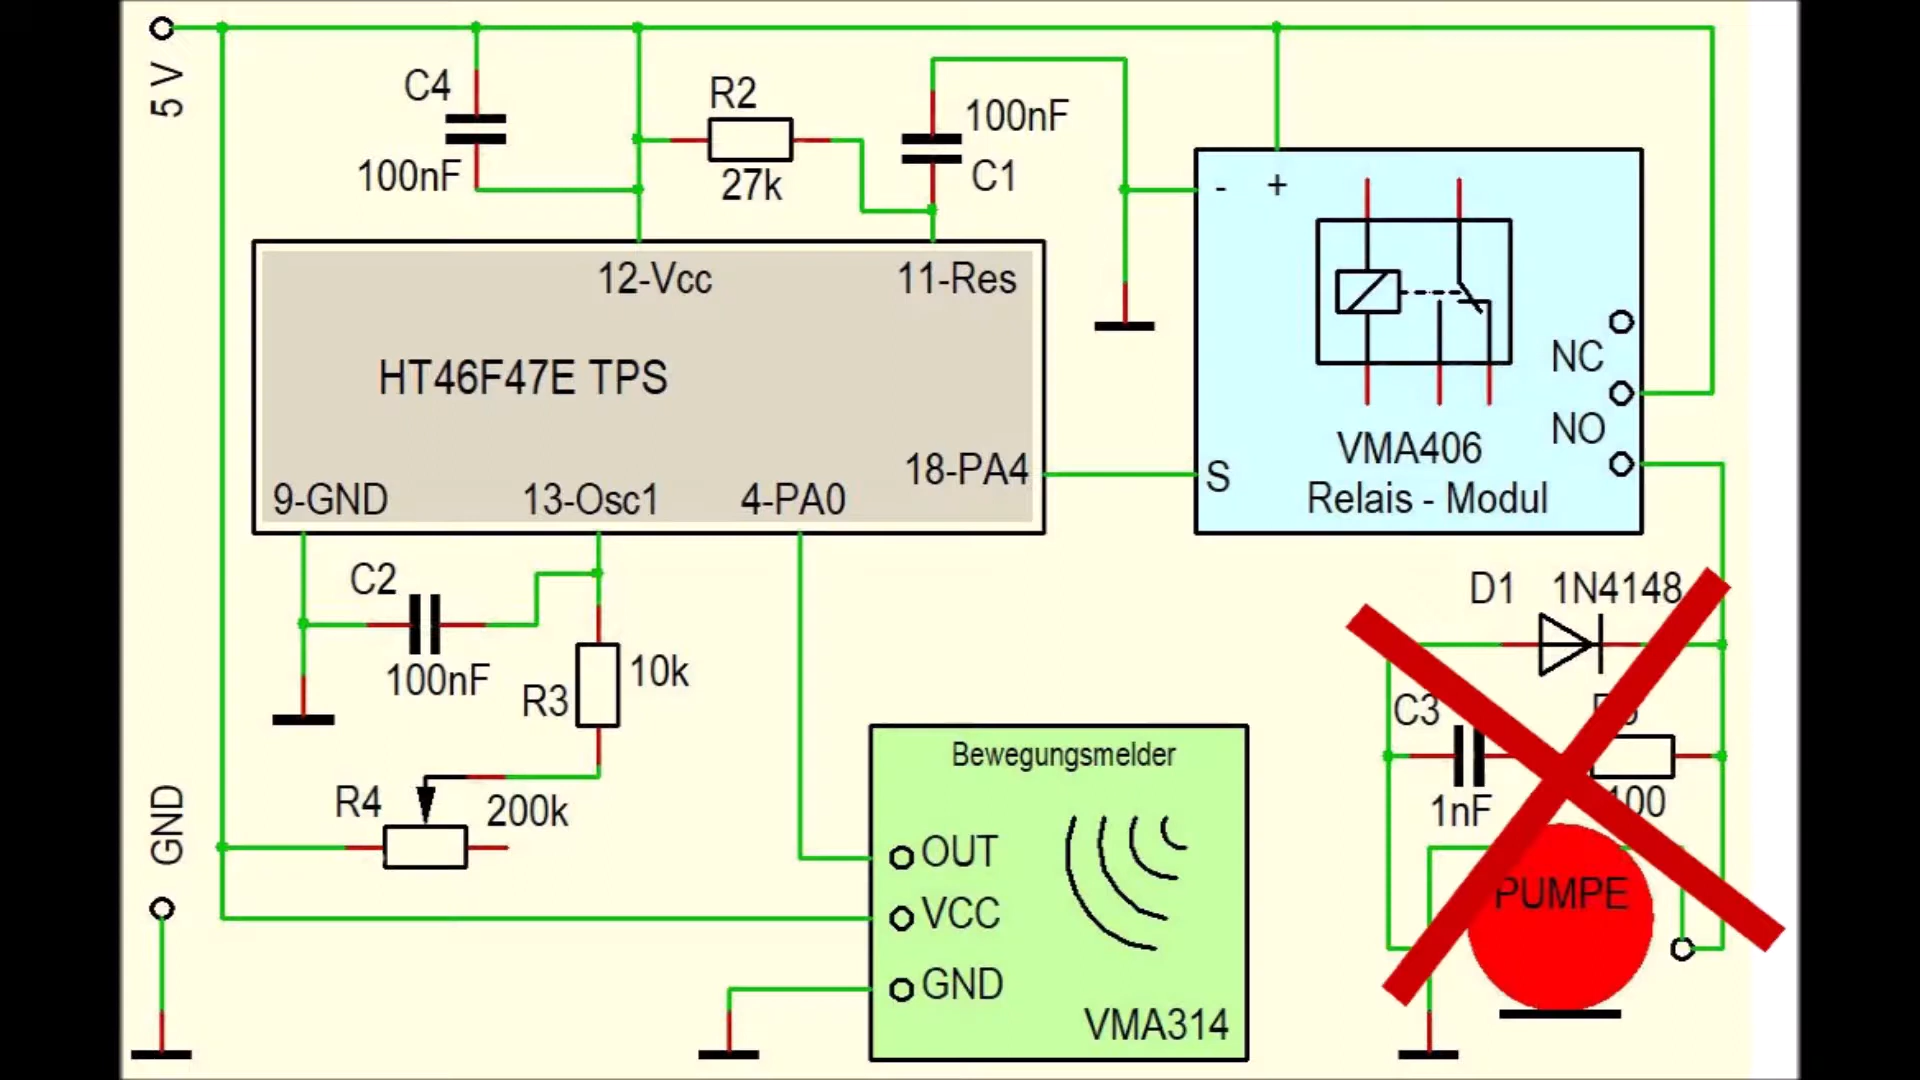 5 V
C4
100nF
R2
27k
100nF
C1
- +
12-Vcc
11-Res
HT46F47E TPS
NC
NO
VMA406
Relais - Modul
S
18-PA4
9-GND
13-Osc1
4-PA0
C2
100nF
R3
10k
D1 1N4148
C3
1nF
100
PUMPE
R4
200k
GND
Bewegungsmelder
OUT
VCC
GND
VMA314